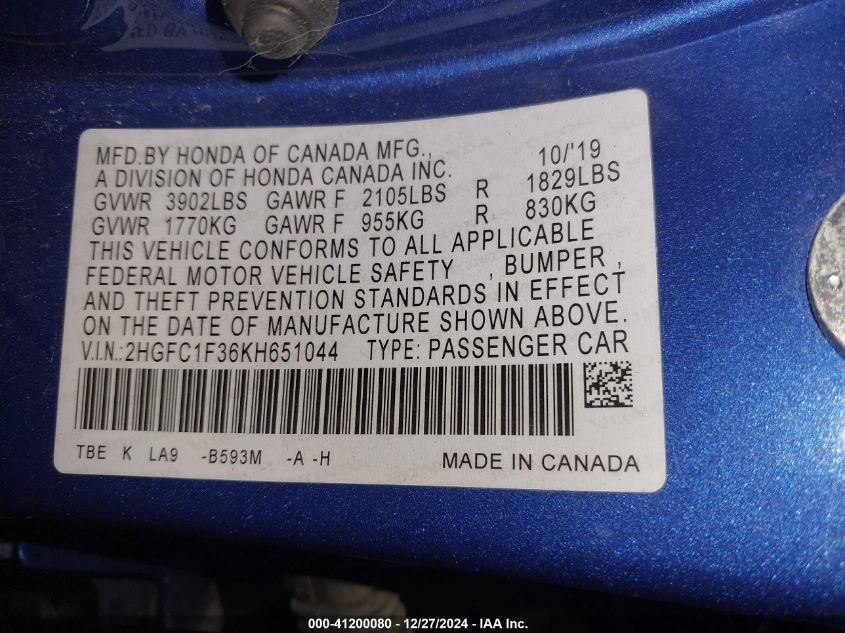 MFD.BY HONDA OF CANADA MFG., 10/'19
A DIVISION OF HONDA CANADA INC.
GVWR 3902LBS GAWR F 2105LBS R 1829LBS
GVWR 1770KG GAWR F 955KG R 830KG
THIS VEHICLE CONFORMS TO ALL APPLICABLE
FEDERAL MOTOR VEHICLE SAFETY , BUMPER ,
AND THEFT PREVENTION STANDARDS IN EFFECT
ON THE DATE OF MANUFACTURE SHOWN ABOVE.
V.I.N.:2HGFC1F36KH651044 TYPE: PASSENGER CAR
TBE K LA9 -B593M -A -H MADE IN CANADA
000-41200080 - 12/27/2024 - IAA Inc.